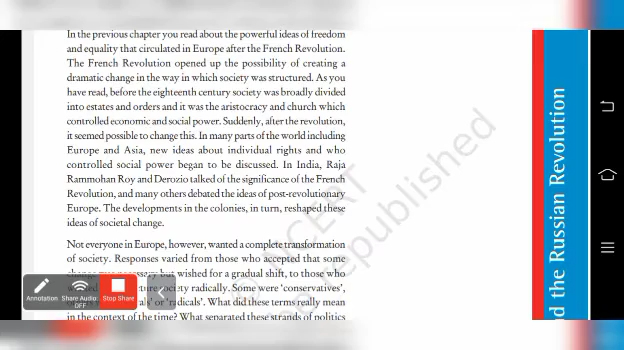 In the previous chapter you read about the powerful ideas of freedom
and equality that circulated in Europe after the French Revolution.
The French Revolution opened up the possibility of creating a
dramatic change in the way in which society was structured. As you
have read, before the eighteenth century society was broadly divided
into estates and orders and it was the aristocracy and church which
controlled economic and social power. Suddenly, after the revolution,
it seemed possible to change this. In many parts of the world including
Europe and Asia, new ideas about individual rights and who
controlled social power began to be discussed. In India, Raja
Rammohan Roy and Derozio talked of the significance of the French
Revolution, and many others debated the ideas of post-revolutionary
Europe. The developments in the colonies, in turn, reshaped these
ideas of societal change.
Not everyone in Europe, however, wanted a complete transformation
of society. Responses varied from those who accepted that some
but wished for a gradual shift, to those who
society radically. Some were 'conservatives',
or 'radicals'. What did these terms really mean
in the context of the time? What separated these strands of politics
d the Russian Revolution
NCERT
republished
Annotation
Share Audio
OFF
Stop Share